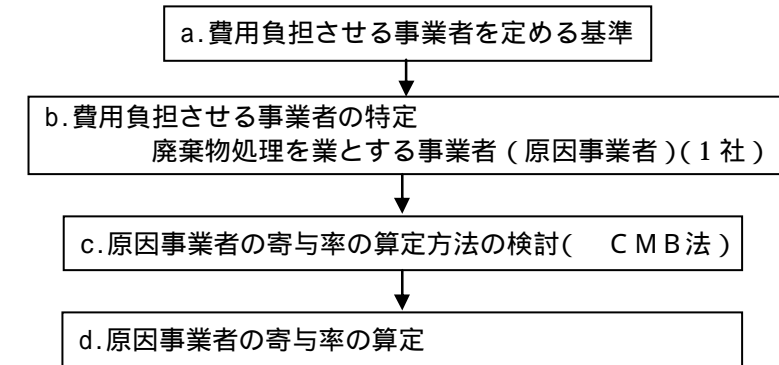 a.費用負担させる事業者を定める基準
b.費用負担させる事業者の特定
廃棄物処理を業とする事業者(原因事業者)(1社)
c.原因事業者の寄与率の算定方法の検討(　CMB法)
d.原因事業者の寄与率の算定